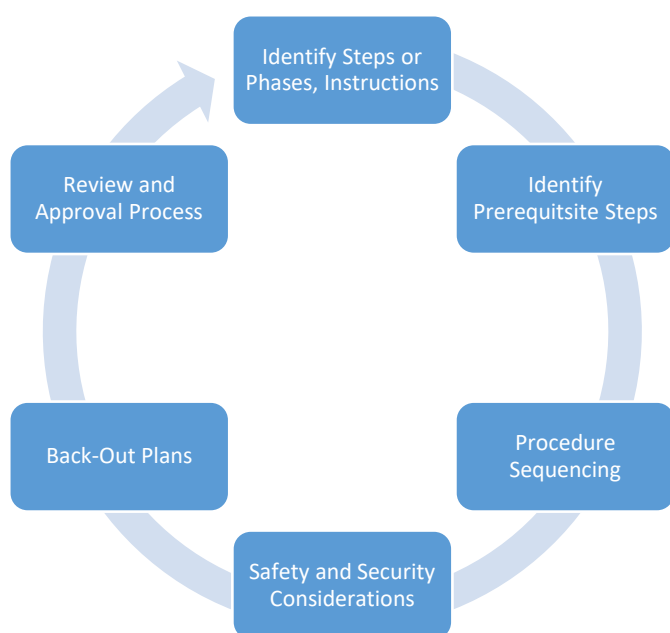 Identify Steps or
Phases, Instructions
Identify
Prerequitsite Steps
Procedure
Sequencing
Safety and Security
Considerations
Back-Out Plans
Review and
Approval Process